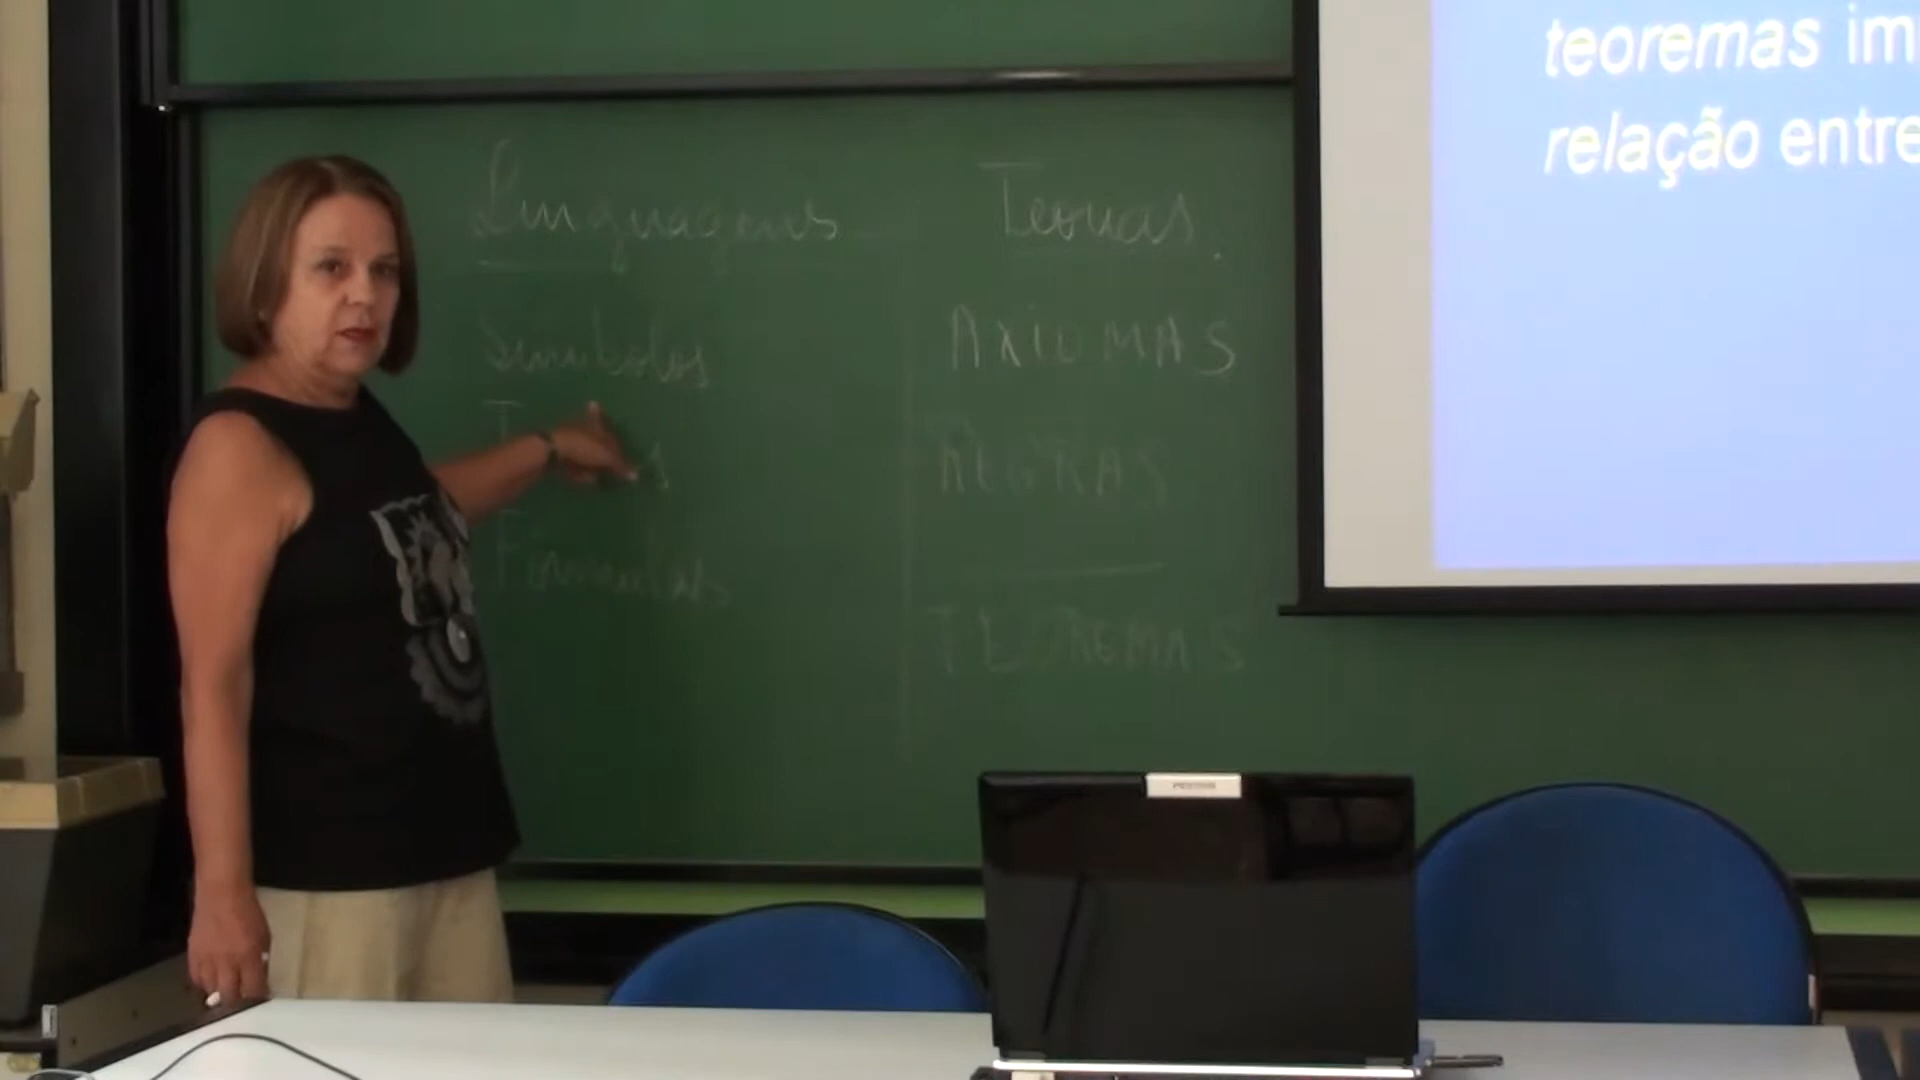 Linguagens
Teorias
Símbolos
AXIOMAS
REGRAS
Fórmulas
TEOREMAS
teoremas im
relação entre